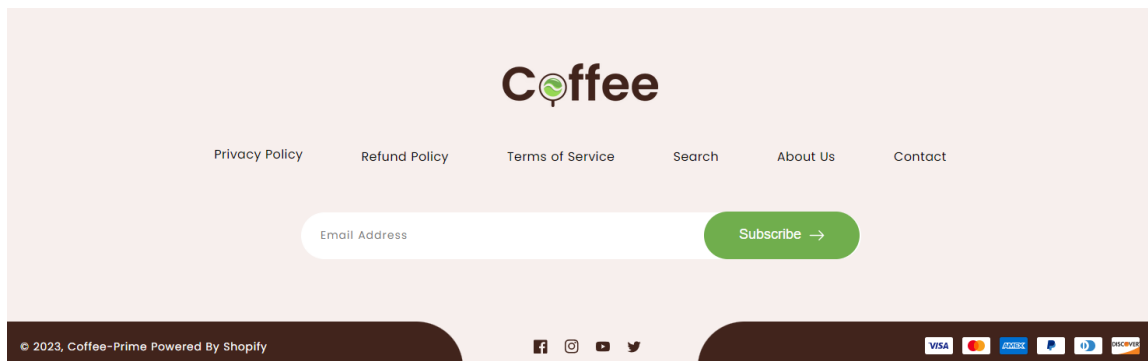 Coffee
Privacy Policy Refund Policy Terms of Service Search About Us Contact
Email Address Subscribe →
© 2023, Coffee-Prime Powered By Shopify VISA AMEX DISCOVER